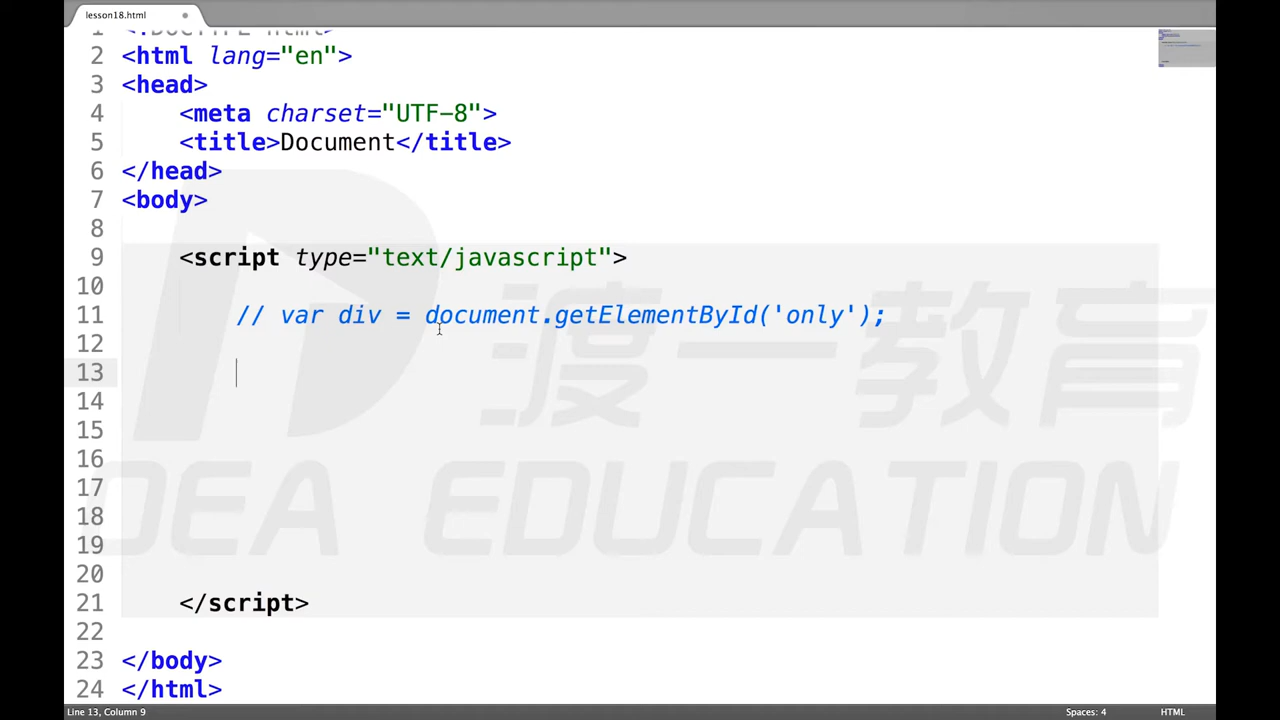 lesson18.html
1 <!DOCTYPE html>
2 <html lang="en">
3 <head>
4 <meta charset="UTF-8">
5 <title>Document</title>
6 </head>
7 <body>
8
9 <script type="text/javascript">
10
11 // var div = document.getElementById('only');
12
13
14
15
16
17
18
19
20
21 </script>
22
23 </body>
24 </html>
渡一教育
DEA EDUCATION
Line 13, Column 9
Spaces: 4
HTML